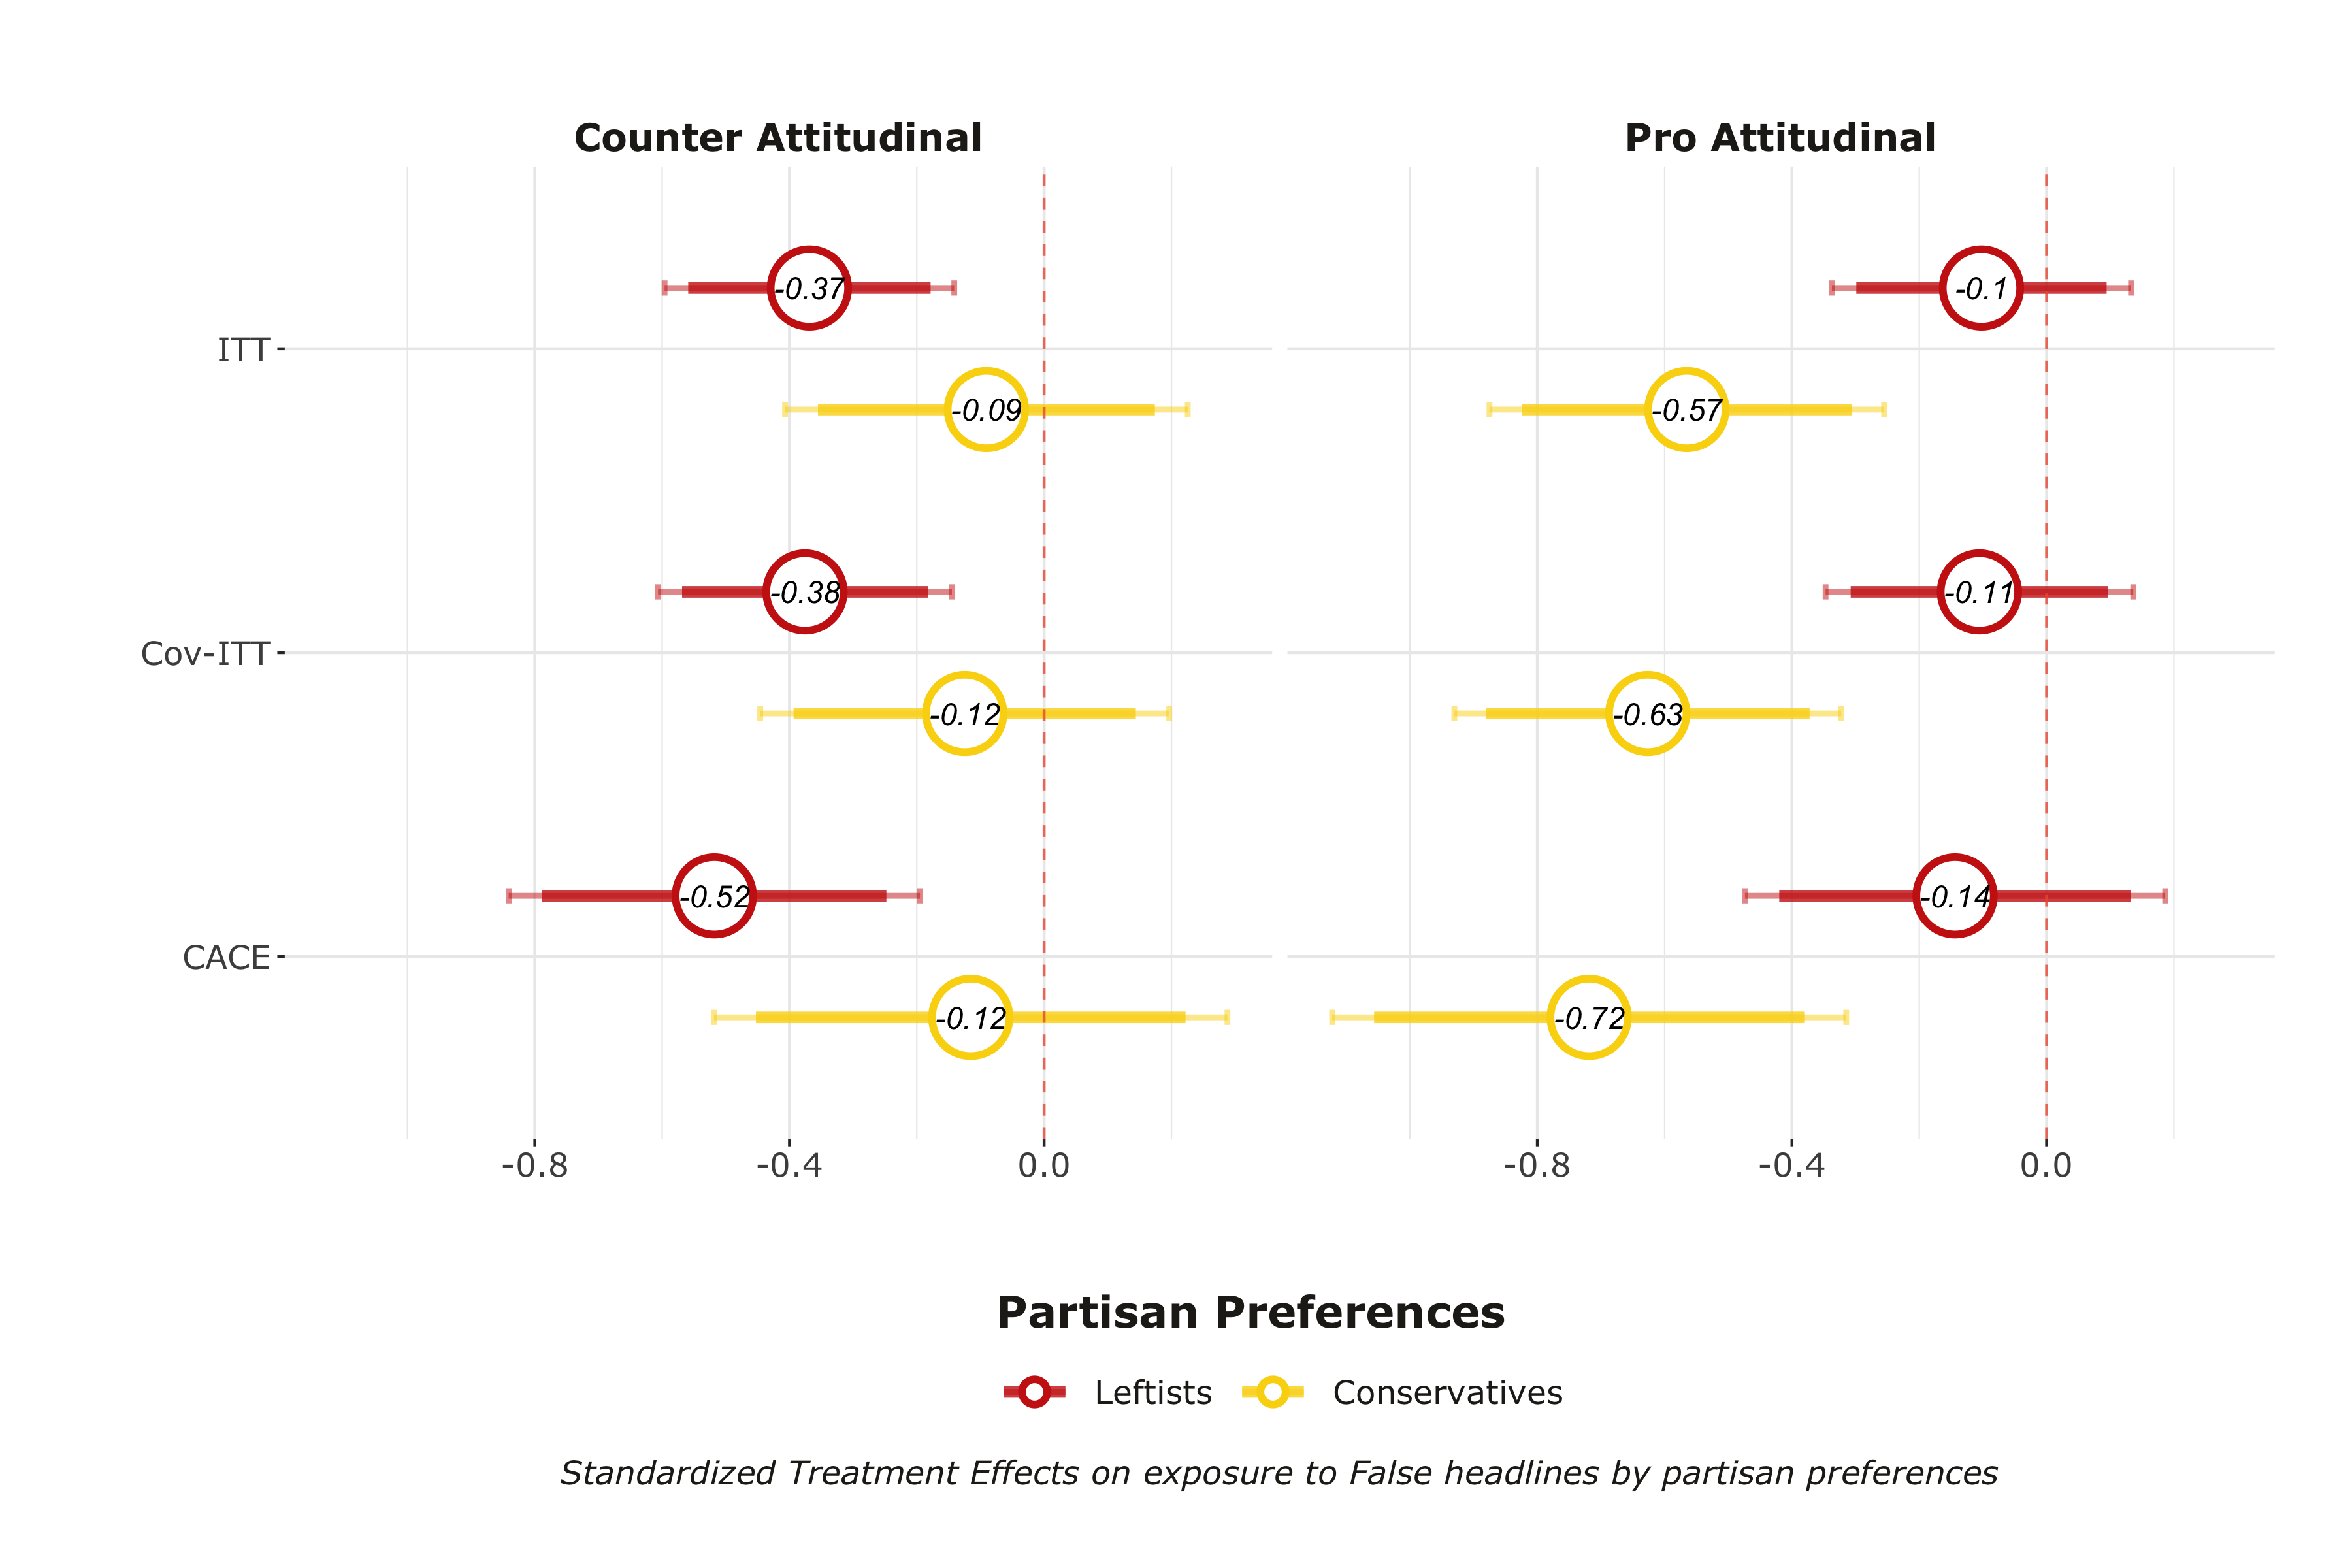 Counter Attitudinal
Pro Attitudinal
-0.37
-0.1
ITT
-0.09
-0.57
-0.38
-0.11
Cov-ITT
-0.12
-0.63
-0.52
-0.14
CACE
-0.12
-0.72
-0.8 -0.4 0.0
-0.8 -0.4 0.0
Partisan Preferences
Leftists Conservatives
Standardized Treatment Effects on exposure to False headlines by partisan preferences